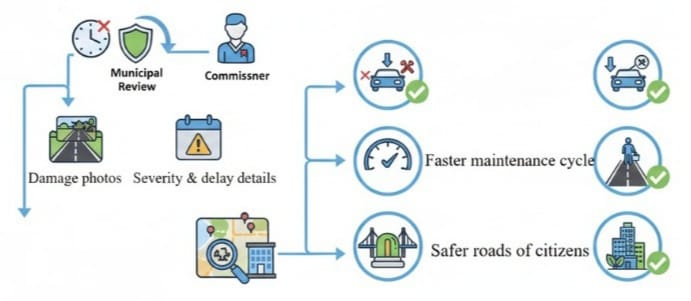 Municipal
Review
Commissner
Damage photos
Severity & delay details
Faster maintenance cycle
Safer roads of citizens